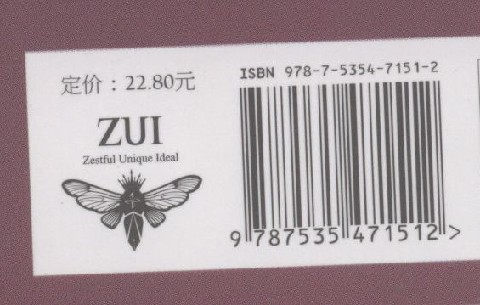 定价：22.80元
ZUI
Zestful Unique Ideal
ISBN 978-7-5354-7151-2
9 787535 471512 >